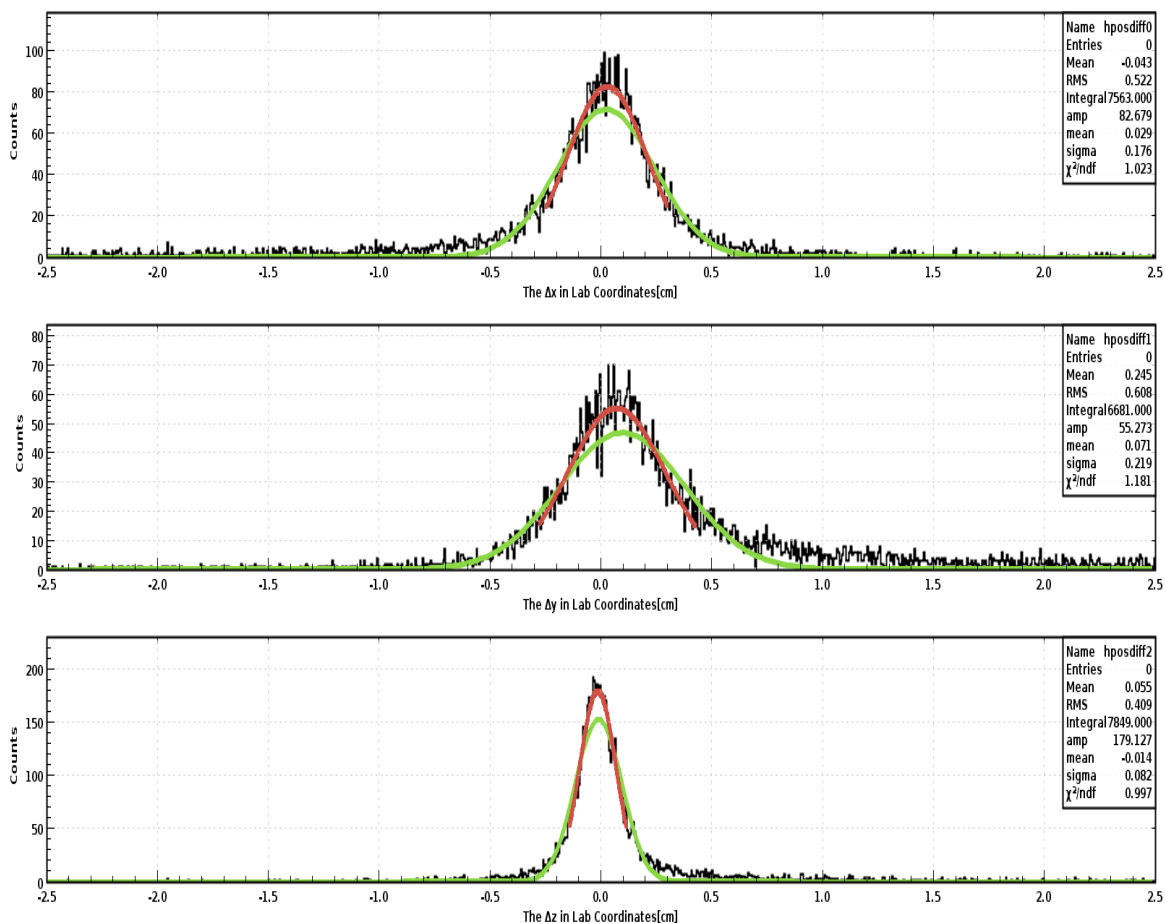 Counts
100
80
60
40
20
0
-2.5 -2.0 -1.5 -1.0 -0.5 0.0 0.5 1.0 1.5 2.0 2.5
The Δx in Lab Coordinates[cm]
Name hposdiff0
Entries 0
Mean -0.043
RMS 0.522
Integral7563.000
amp 82.679
mean 0.029
sigma 0.176
χ²/ndf 1.023
Counts
80
70
60
50
40
30
20
10
0
-2.5 -2.0 -1.5 -1.0 -0.5 0.0 0.5 1.0 1.5 2.0 2.5
The Δy in Lab Coordinates[cm]
Name hposdiff1
Entries 0
Mean 0.245
RMS 0.608
Integral6681.000
amp 55.273
mean 0.071
sigma 0.219
χ²/ndf 1.181
Counts
200
150
100
50
0
-2.5 -2.0 -1.5 -1.0 -0.5 0.0 0.5 1.0 1.5 2.0 2.5
The Δz in Lab Coordinates[cm]
Name hposdiff2
Entries 0
Mean 0.055
RMS 0.409
Integral7849.000
amp 179.127
mean -0.014
sigma 0.082
χ²/ndf 0.997